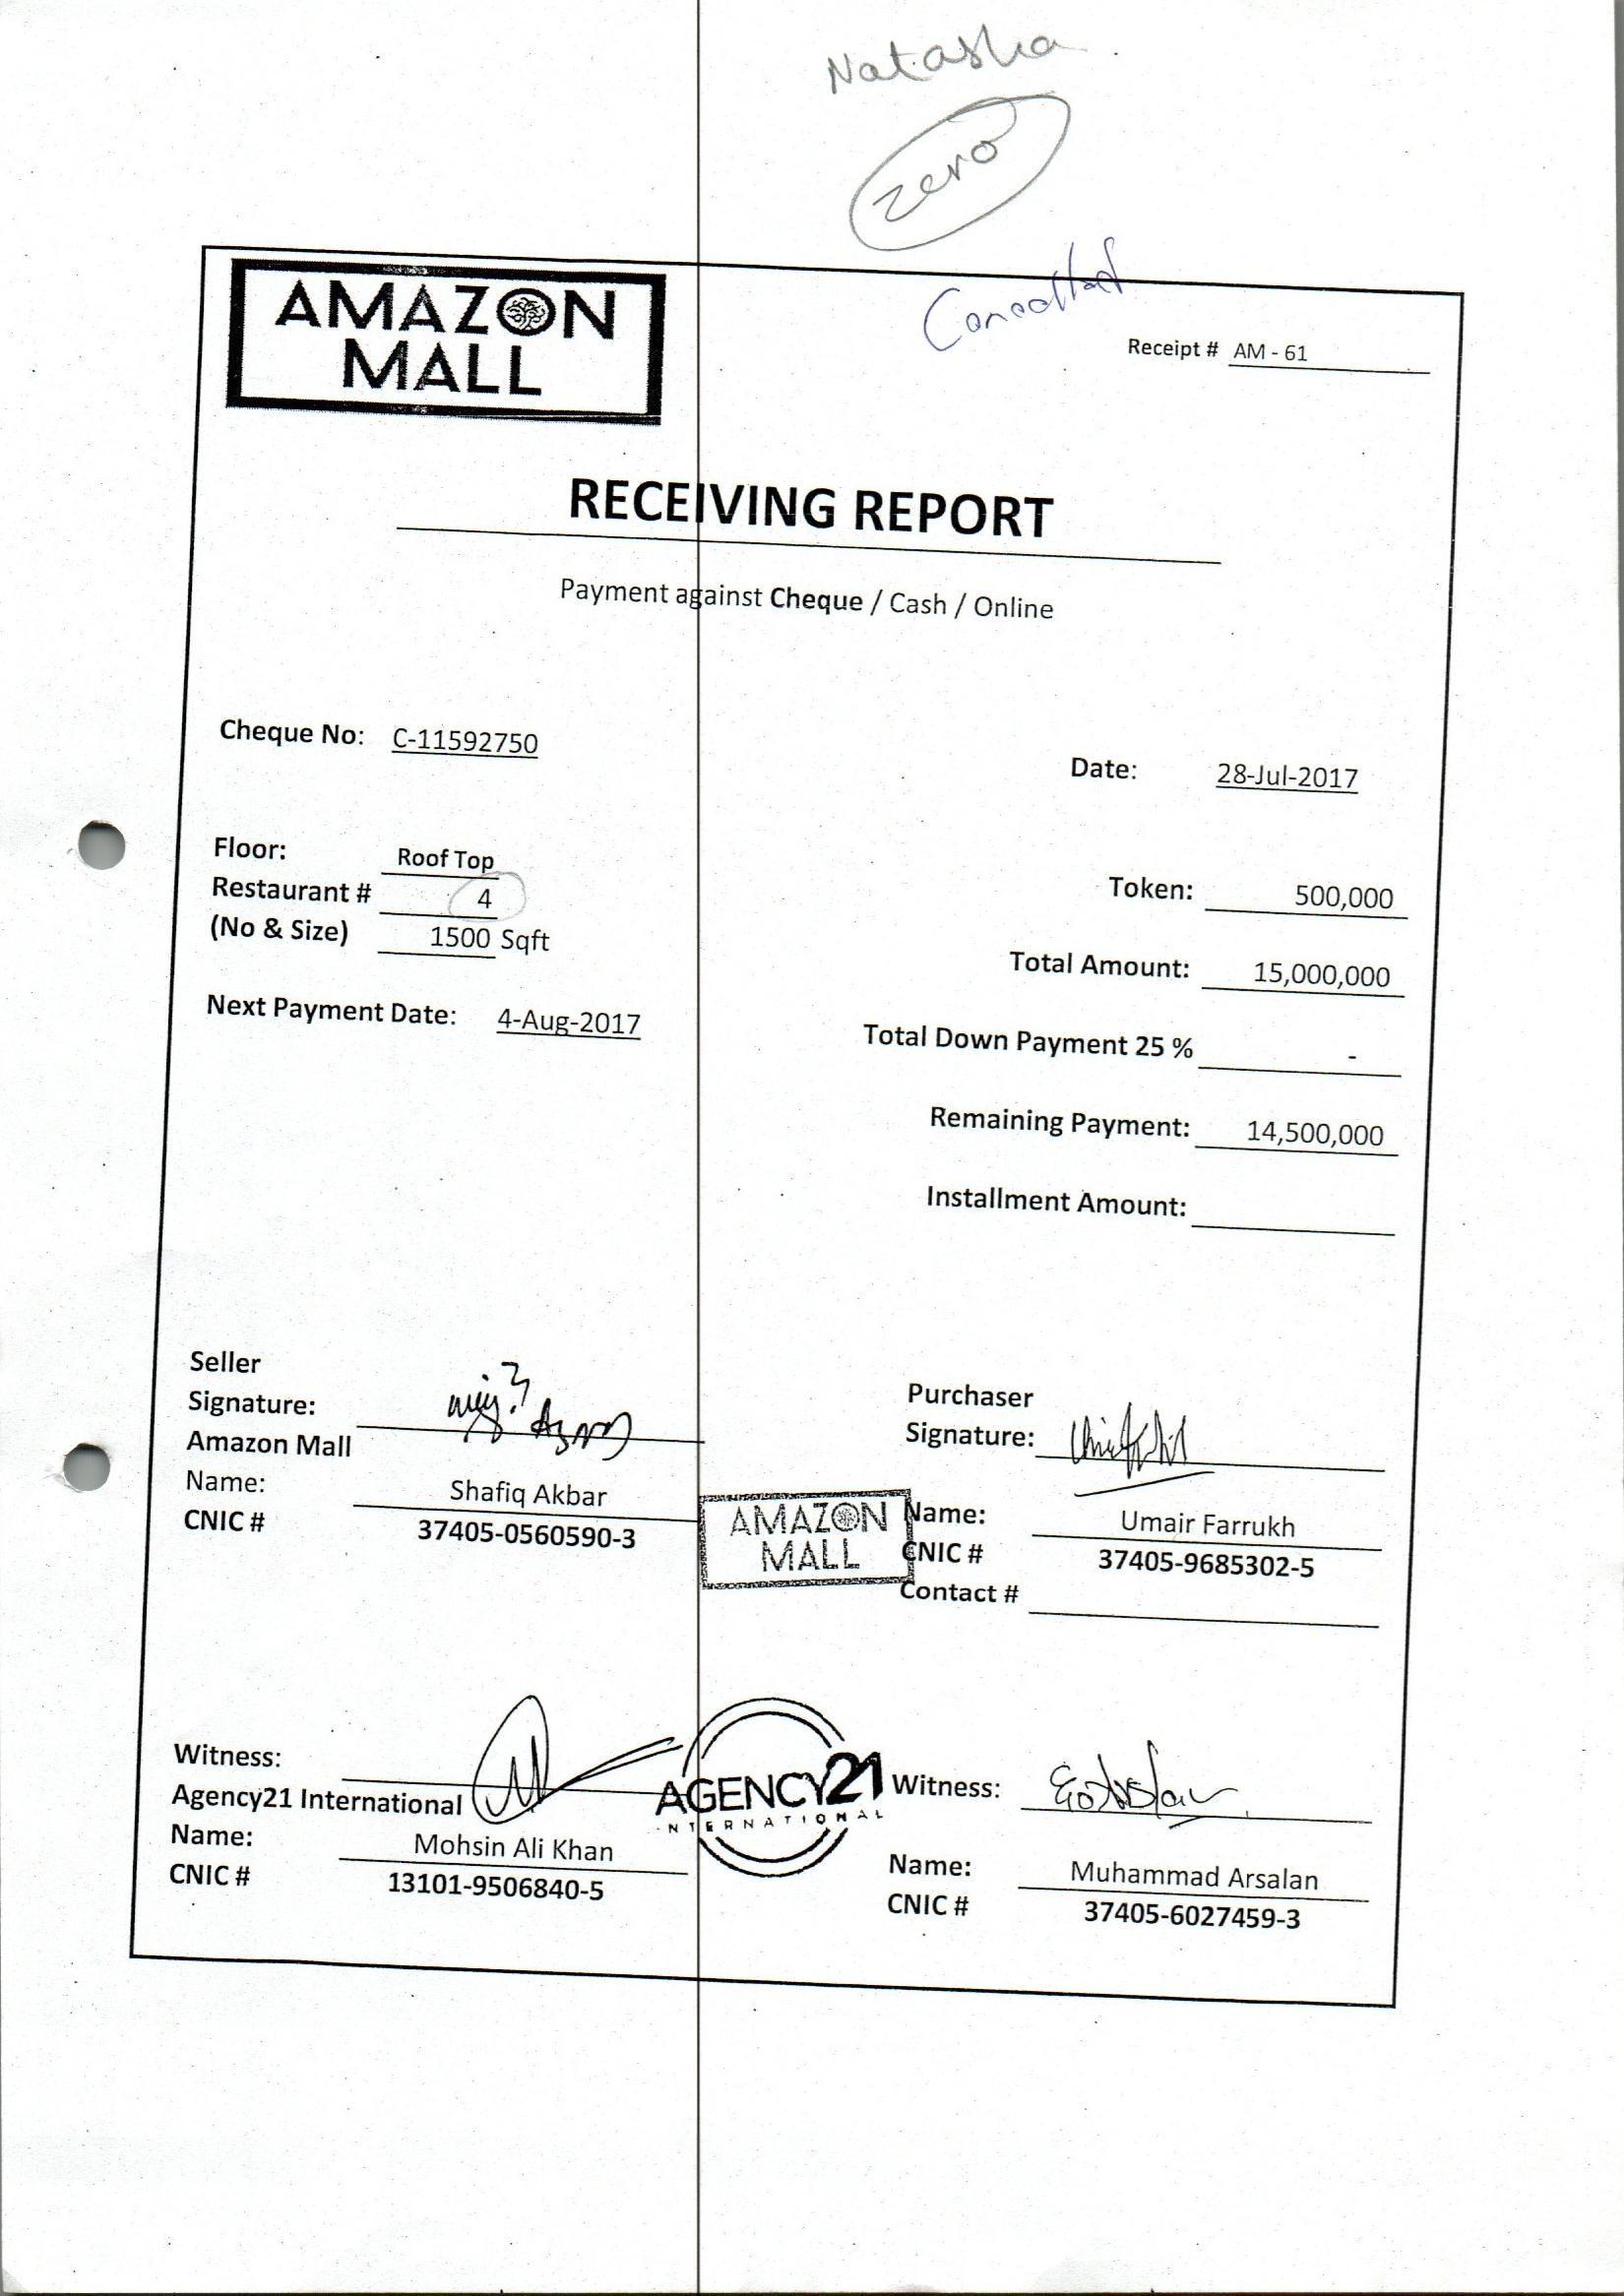 Natasha
zero
Cancelled
AMAZON
MALL
Receipt # AM - 61
RECEIVING REPORT
Payment against Cheque / Cash / Online
Cheque No: C-11592750
Date: 28-Jul-2017
Floor: Roof Top
Restaurant # 4
(No & Size) 1500 Sqft
Token: 500,000
Total Amount: 15,000,000
Next Payment Date: 4-Aug-2017
Total Down Payment 25 % -
Remaining Payment: 14,500,000
Installment Amount:
Seller
Signature:
Amazon Mall
Name: Shafiq Akbar
CNIC # 37405-0560590-3
Purchaser
Signature:
AMAZON
MALL
Name: Umair Farrukh
CNIC # 37405-9685302-5
Contact #
Witness:
Agency21 International
Name: Mohsin Ali Khan
CNIC # 13101-9506840-5
AGENCY21
INTERNATIONAL
Witness:
Name: Muhammad Arsalan
CNIC # 37405-6027459-3